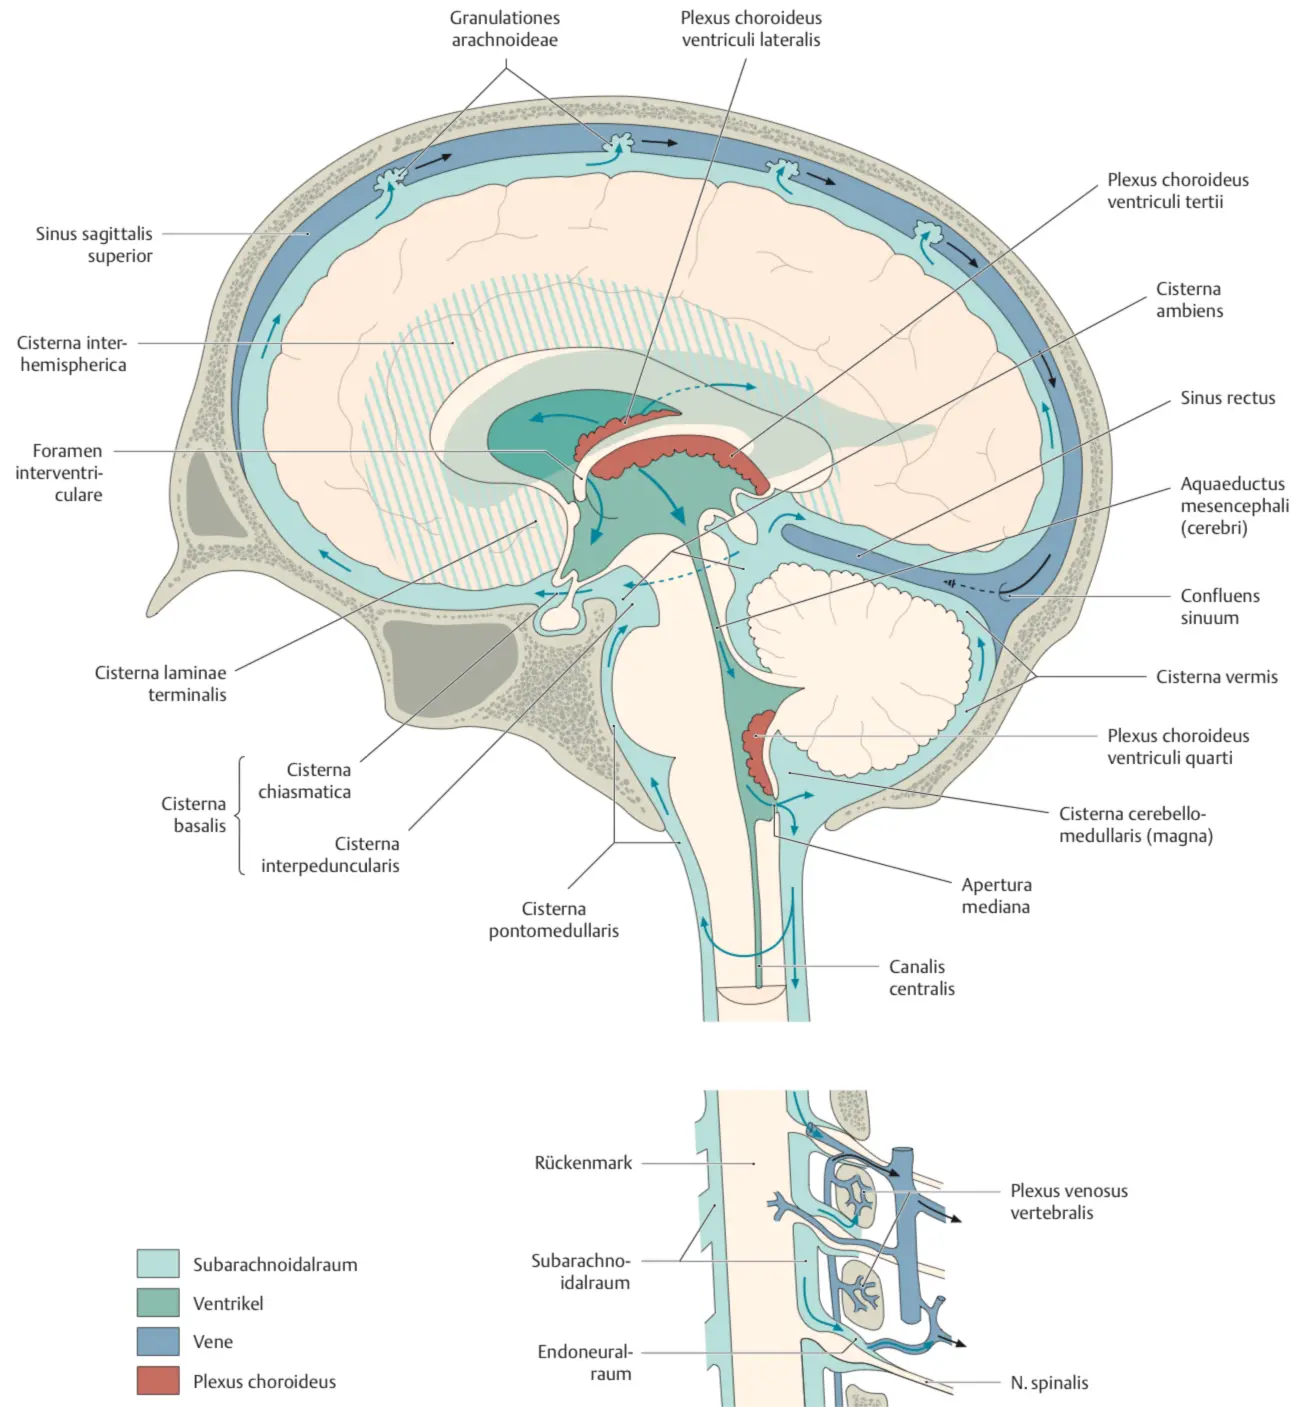 Granulationes
arachnoideae
Plexus choroideus
ventriculi lateralis
Plexus choroideus
ventriculi tertii
Sinus sagittalis
superior
Cisterna
ambiens
Cisterna inter-
hemispherica
Sinus rectus
Foramen
interventri-
culare
Aquaeductus
mesencephali
(cerebri)
Confluens
sinuum
Cisterna laminae
terminalis
Cisterna vermis
Plexus choroideus
ventriculi quarti
Cisterna
basalis
Cisterna
chiasmatica
Cisterna
interpeduncularis
Cisterna cerebello-
medullaris (magna)
Apertura
mediana
Cisterna
pontomedullaris
Canalis
centralis
Rückenmark
Plexus venosus
vertebralis
Subarachno-
idalraum
Endoneural-
raum
N. spinalis
Subarachnoidalraum
Ventrikel
Vene
Plexus choroideus